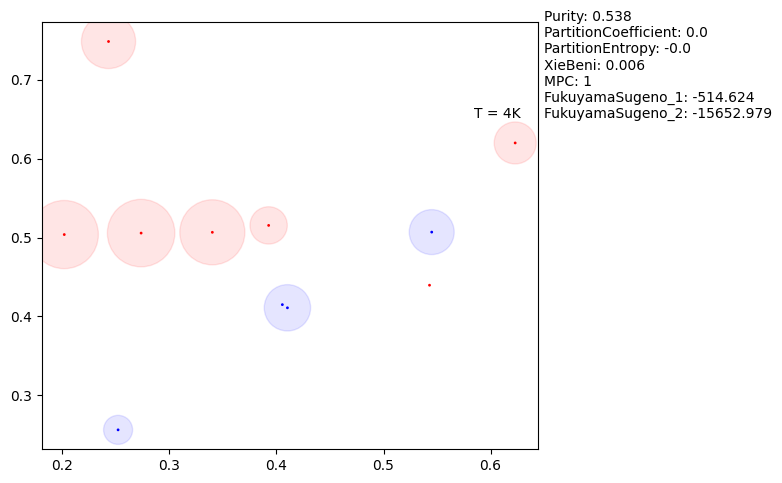 Purity: 0.538
PartitionCoefficient: 0.0
PartitionEntropy: -0.0
XieBeni: 0.006
MPC: 1
FukuyamaSugeno_1: -514.624
FukuyamaSugeno_2: -15652.979
T = 4K
0.7
0.6
0.5
0.4
0.3
0.2 0.3 0.4 0.5 0.6